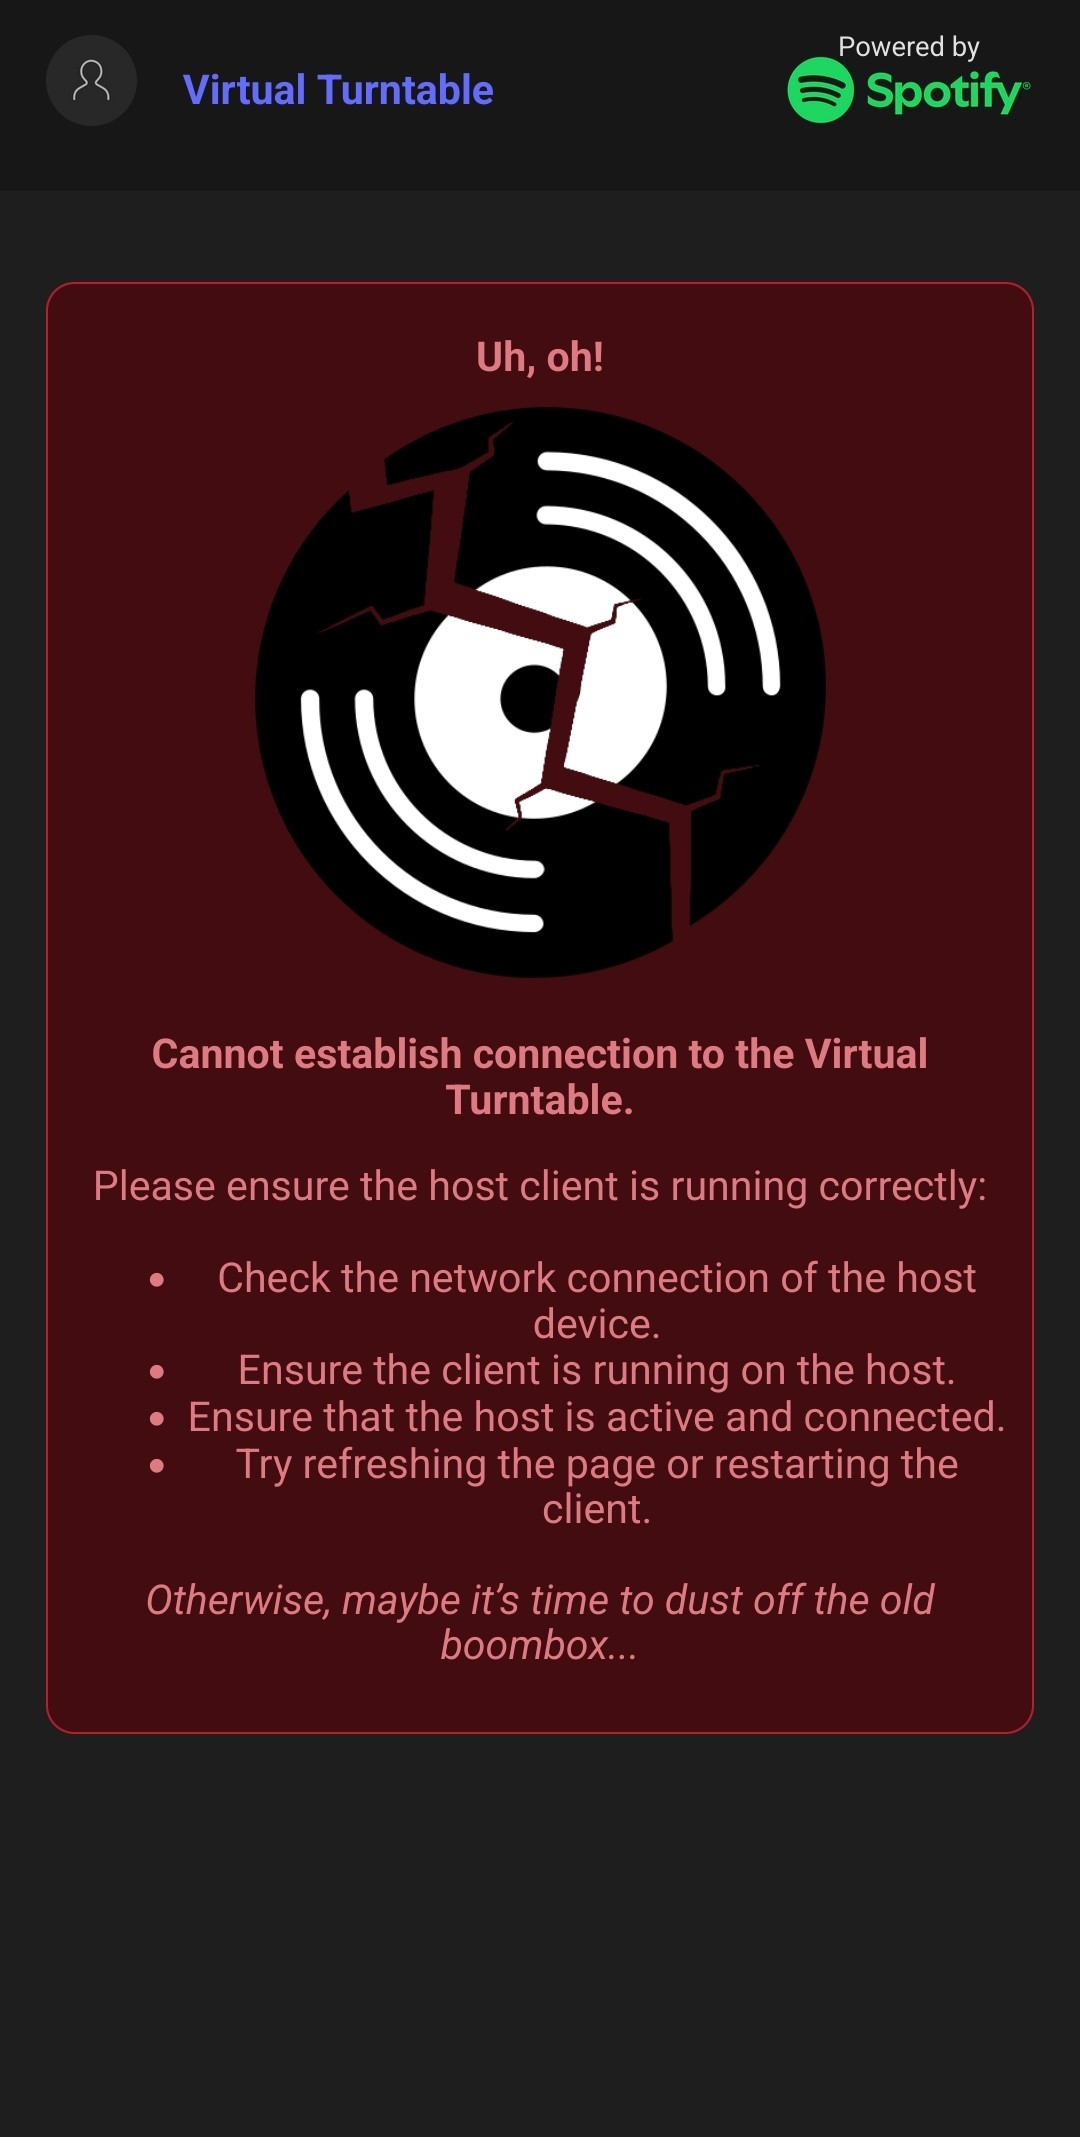 Powered by
Virtual Turntable
Spotify®
Uh, oh!
Cannot establish connection to the Virtual
Turntable.
Please ensure the host client is running correctly:
• Check the network connection of the host
device.
• Ensure the client is running on the host.
• Ensure that the host is active and connected.
• Try refreshing the page or restarting the
client.
Otherwise, maybe it’s time to dust off the old
boombox...